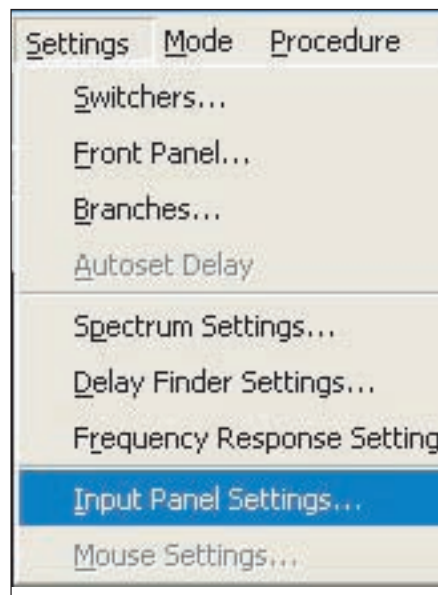 Settings Mode Procedure
Switchers...
Front Panel...
Branches...
Autoset Delay
Spectrum Settings...
Delay Finder Settings...
Frequency Response Setting
Input Panel Settings...
Mouse Settings...